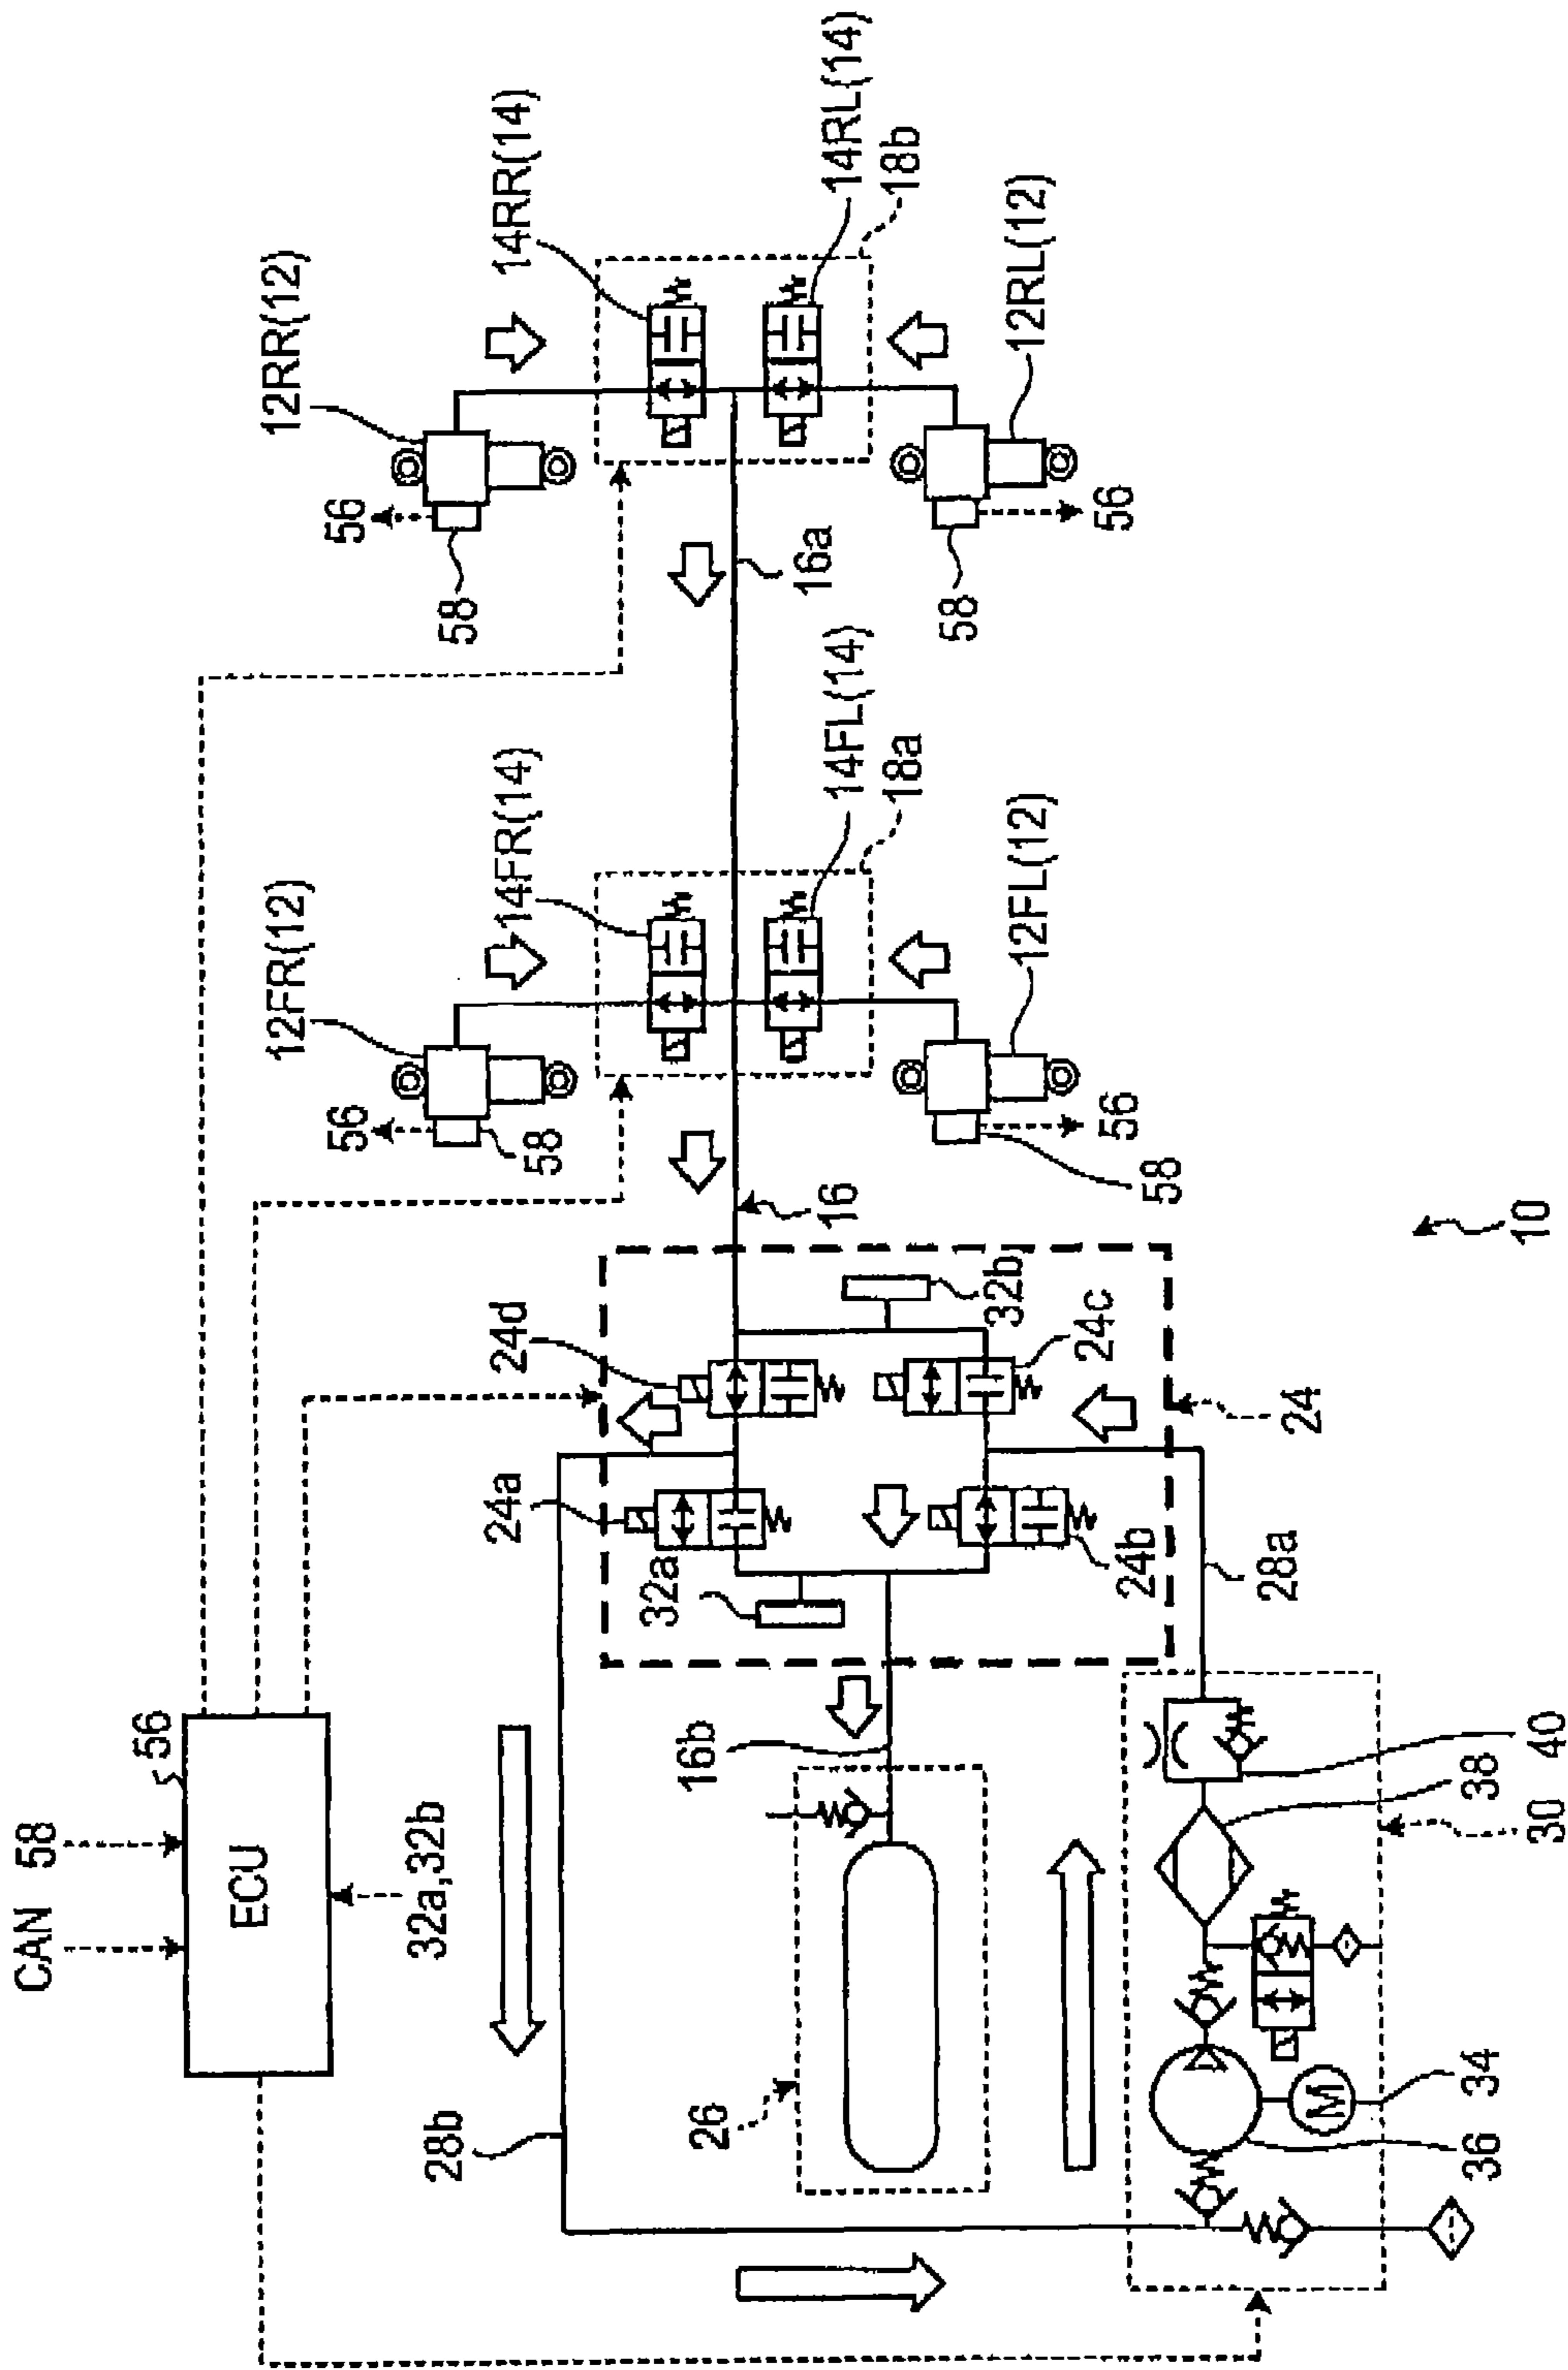 CAN
58
56
ECU
32a,32b
12FR(12)
12RR(12)
56
58
56
58
14FR(14)
14RR(14)
14FL(14)
14RL(14)
18a
18b
12FL(12)
12RL(12)
58
56
58
56
16
16a
16b
24d
24a
32a
32b
24c
24b
24
28a
28b
26
36
34
38
40
30
10